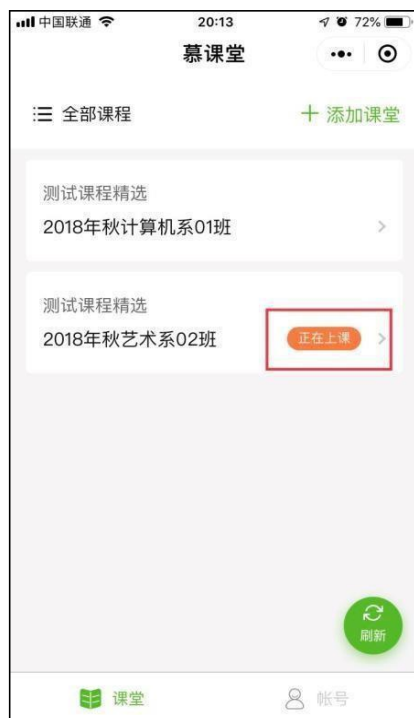 中国联通 20:13 72%
慕课堂
全部课程 添加课堂
测试课程精选
2018年秋计算机系01班
测试课程精选
2018年秋艺术系02班 正在上课
刷新
课堂 帐号